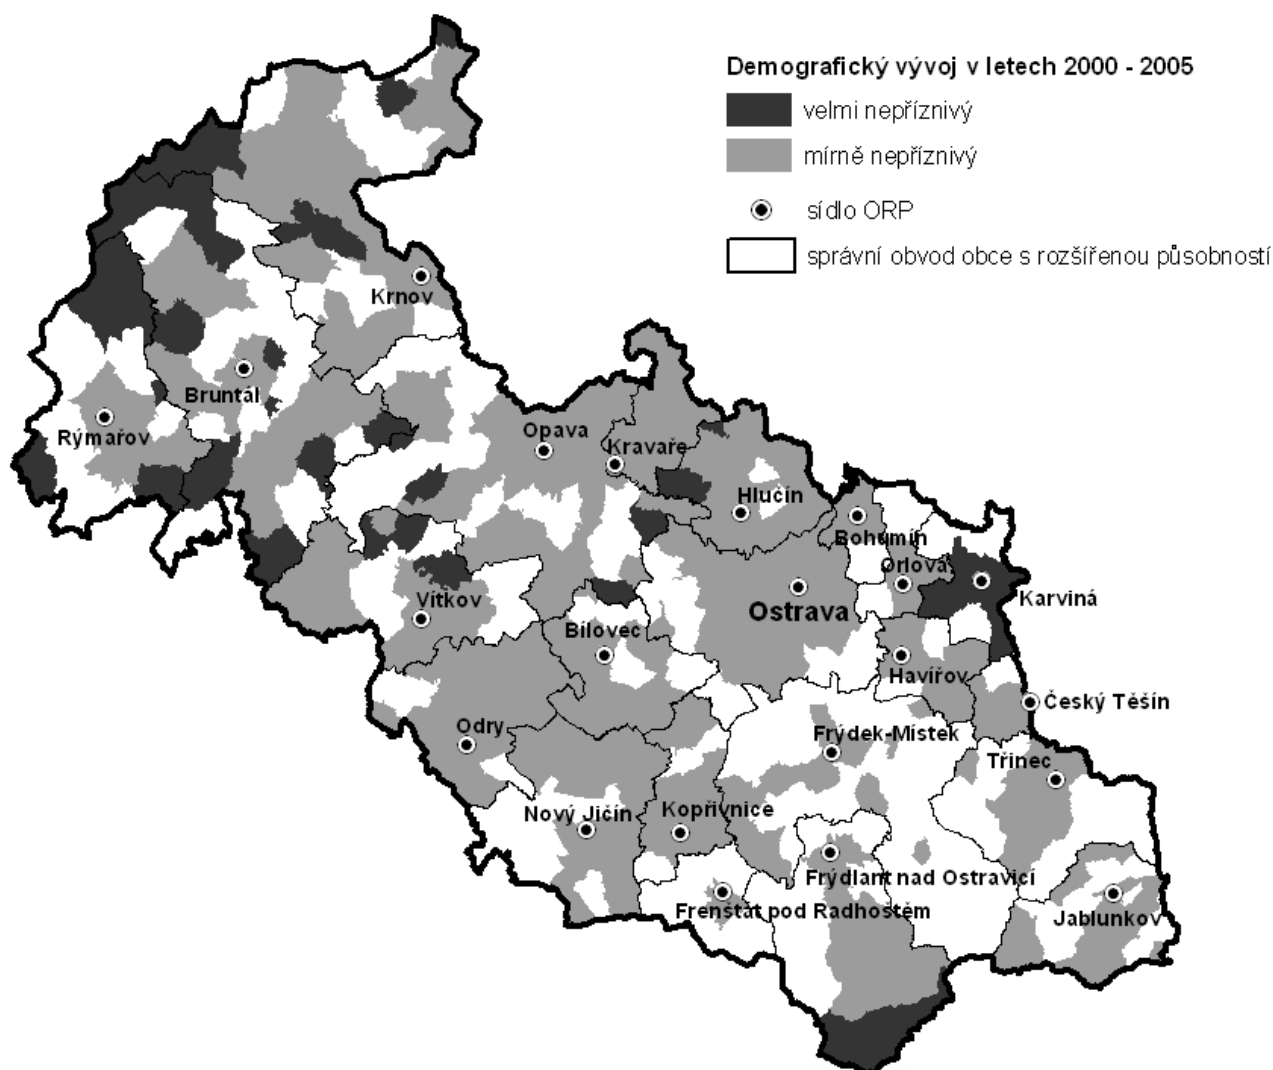 Demografický vývoj v letech 2000 - 2005
velmi nepříznivý
mírně nepříznivý
sídlo ORP
správní obvod obce s rozšířenou působností
Krnov
Bruntál
Rýmařov
Opava
Kravaře
Hlučín
Bohumín
Orlová
Karviná
Ostrava
Vítkov
Bílovec
Havířov
Český Těšín
Odry
Frýdek-Místek
Třinec
Nový Jičín
Kopřivnice
Frýdlant nad Ostravicí
Frenštát pod Radhoštěm
Jablunkov